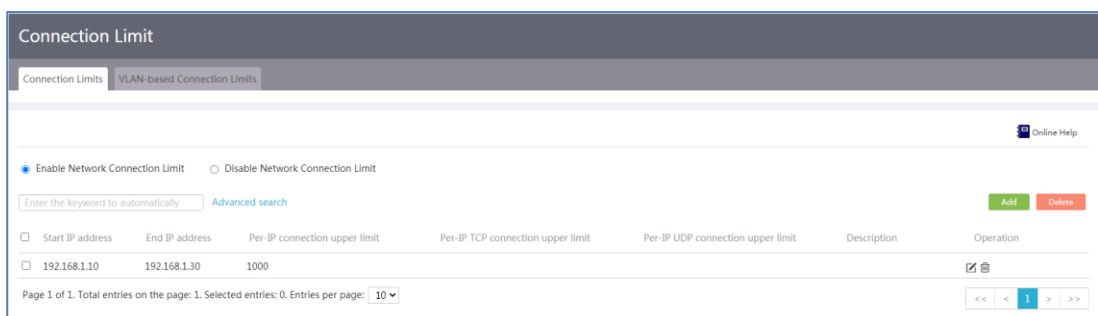 Connection Limit
Connection Limits VLAN-based Connection Limits
Online Help
Enable Network Connection Limit Disable Network Connection Limit
Enter the keyword to automatically Advanced search Add Delete
Start IP address End IP address Per-IP connection upper limit Per-IP TCP connection upper limit Per-IP UDP connection upper limit Description Operation
192.168.1.10 192.168.1.30 1000
Page 1 of 1. Total entries on the page: 1. Selected entries: 0. Entries per page: 10
<< < 1 > >>